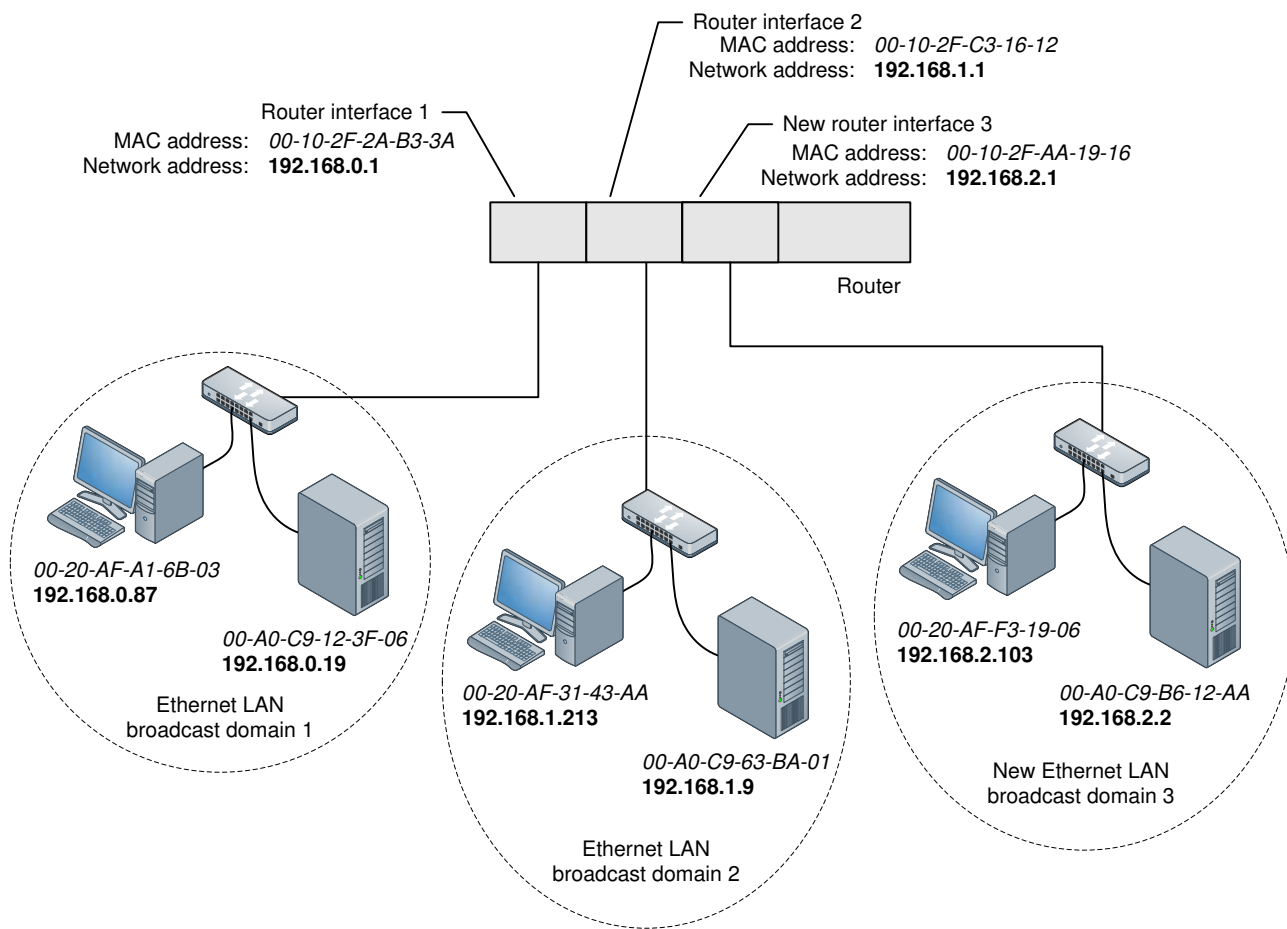 Router interface 2
MAC address: 00-10-2F-C3-16-12
Network address: 192.168.1.1
Router interface 1
MAC address: 00-10-2F-2A-B3-3A
Network address: 192.168.0.1
New router interface 3
MAC address: 00-10-2F-AA-19-16
Network address: 192.168.2.1
Router
00-20-AF-A1-6B-03
192.168.0.87
00-A0-C9-12-3F-06
192.168.0.19
Ethernet LAN
broadcast domain 1
00-20-AF-31-43-AA
192.168.1.213
00-A0-C9-63-BA-01
192.168.1.9
Ethernet LAN
broadcast domain 2
00-20-AF-F3-19-06
192.168.2.103
00-A0-C9-B6-12-AA
192.168.2.2
New Ethernet LAN
broadcast domain 3